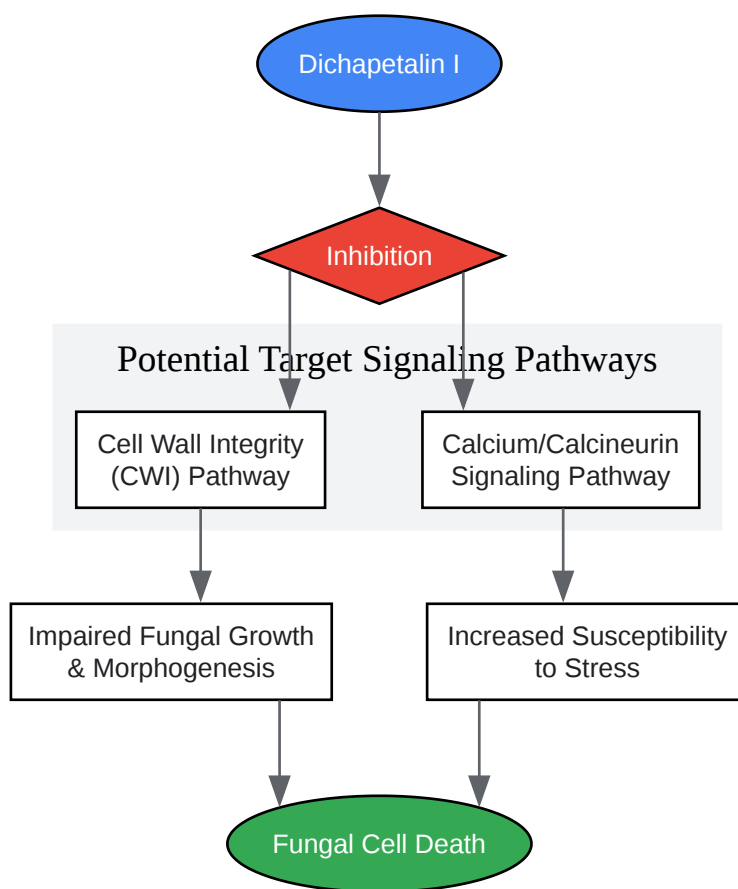 Dichapetalin I
Inhibition
Potential Target Signaling Pathways
Cell Wall Integrity
(CWI) Pathway
Calcium/Calcineurin
Signaling Pathway
Impaired Fungal Growth
& Morphogenesis
Increased Susceptibility
to Stress
Fungal Cell Death